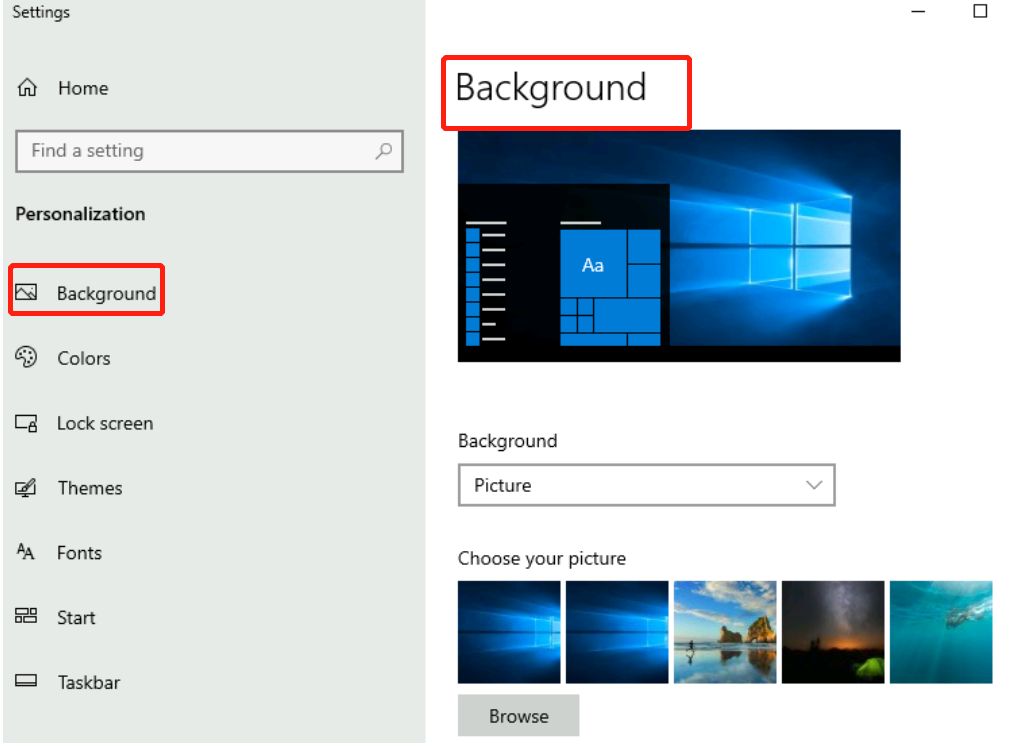 Settings
Home
Find a setting
Personalization
Background
Colors
Lock screen
Themes
Fonts
Start
Taskbar
Background
Aa
Background
Picture
Choose your picture
Browse